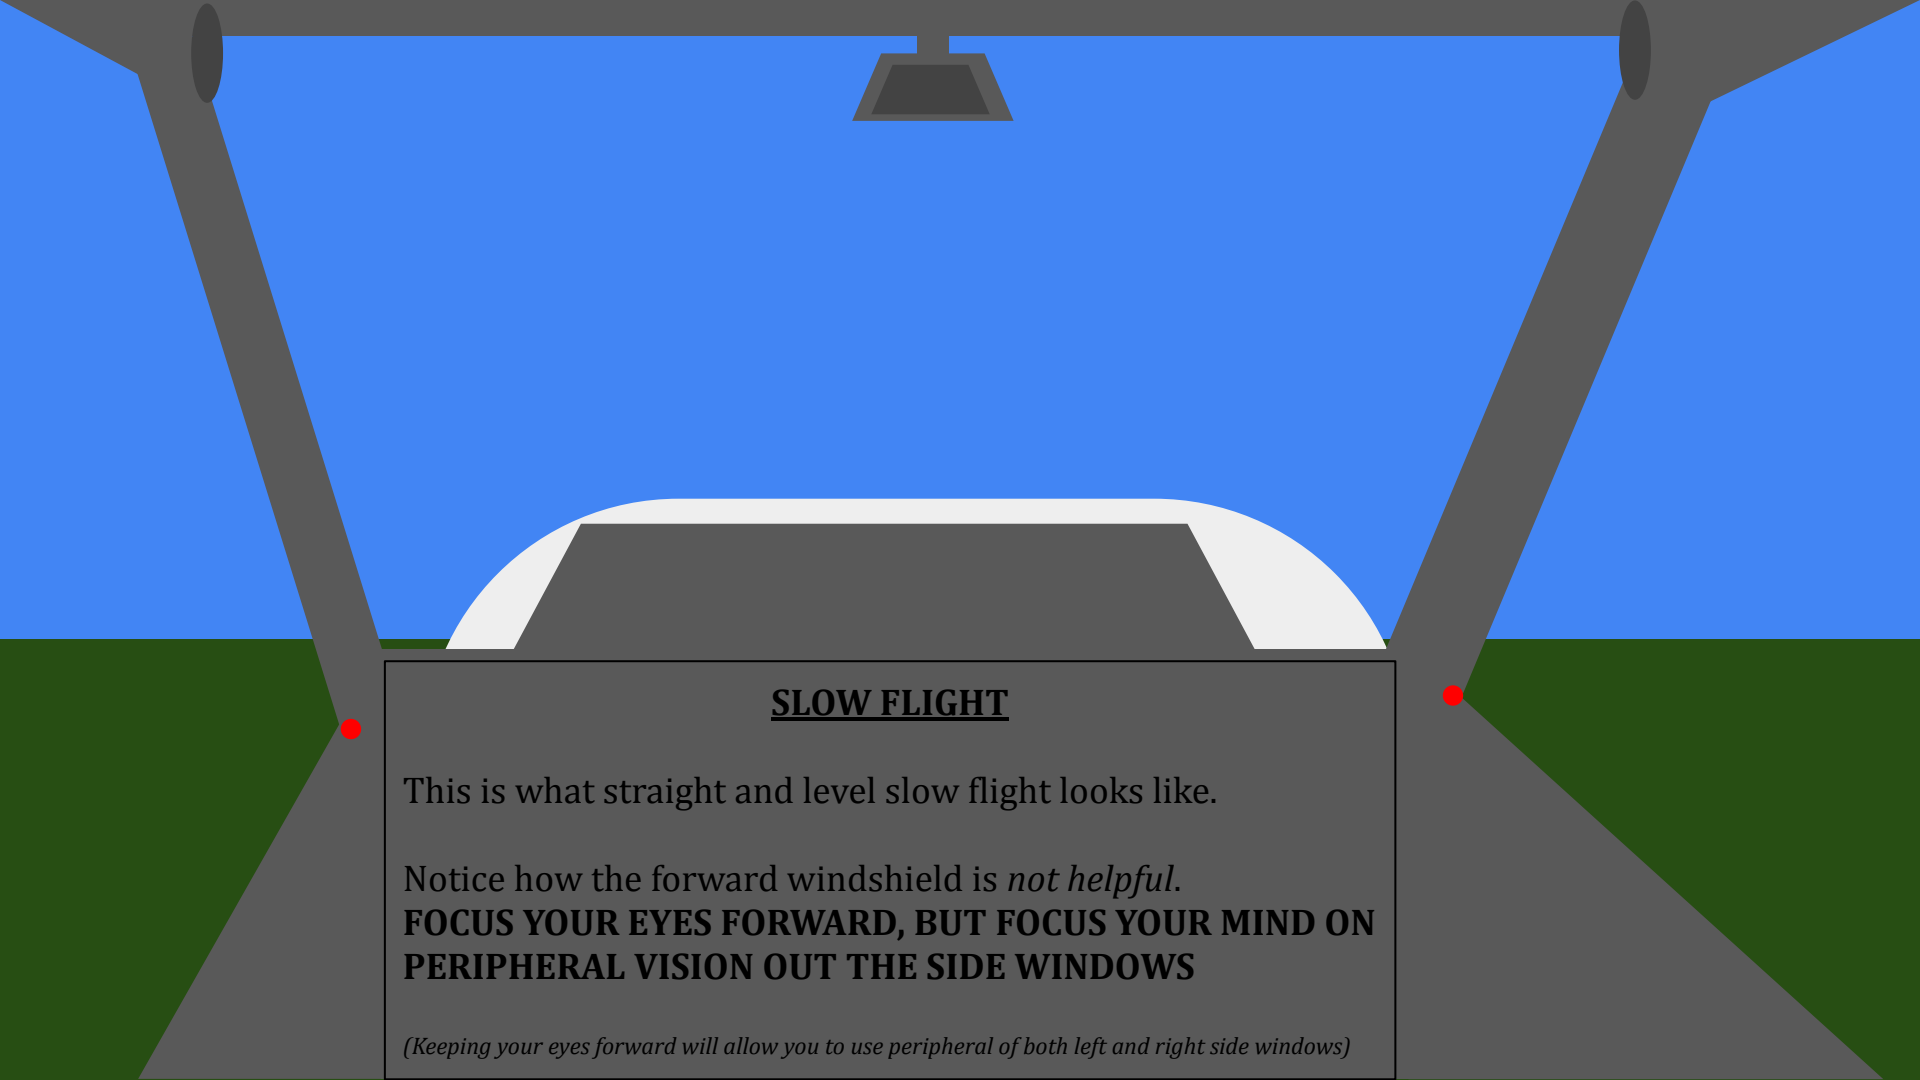 SLOW FLIGHT
This is what straight and level slow flight looks like.
Notice how the forward windshield is not helpful.
FOCUS YOUR EYES FORWARD, BUT FOCUS YOUR MIND ON
PERIPHERAL VISION OUT THE SIDE WINDOWS
(Keeping your eyes forward will allow you to use peripheral of both left and right side windows)